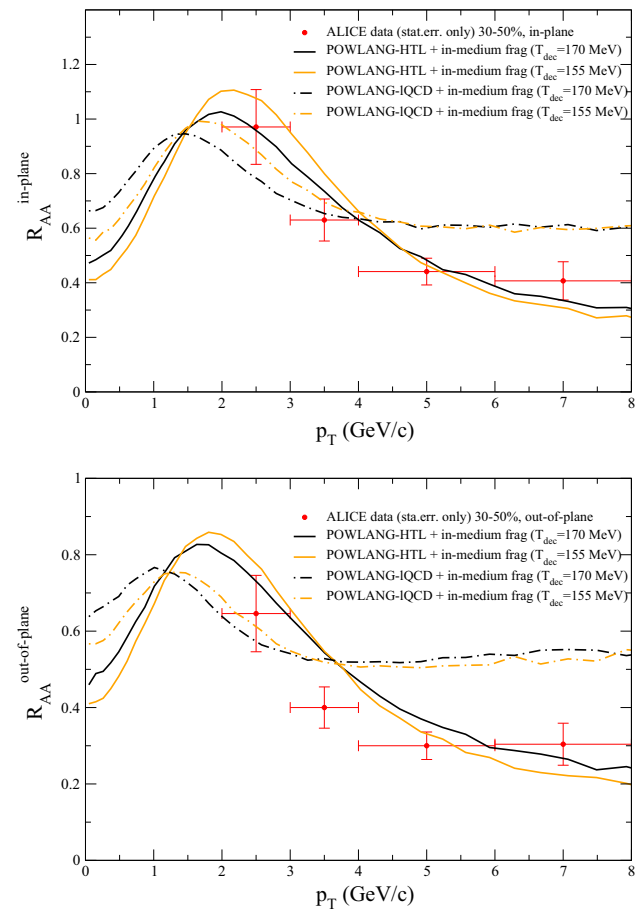 ALICE data (stat.err. only) 30-50%, in-plane
POWLANG-HTL + in-medium frag (T_dec=170 MeV)
POWLANG-HTL + in-medium frag (T_dec=155 MeV)
POWLANG-lQCD + in-medium frag (T_dec=170 MeV)
POWLANG-lQCD + in-medium frag (T_dec=155 MeV)
1.2
1
0.8
0.6
0.4
0.2
0
R_AA^in-plane
0 1 2 3 4 5 6 7 8
p_T (GeV/c)
ALICE data (sta.err. only) 30-50%, out-of-plane
POWLANG-HTL + in-medium frag (T_dec=170 MeV)
POWLANG-HTL + in-medium frag (T_dec=155 MeV)
POWLANG-lQCD + in-medium frag (T_dec=170 MeV)
POWLANG-lQCD + in-medium frag (T_dec=155 MeV)
1
0.8
0.6
0.4
0.2
0
R_AA^out-of-plane
0 1 2 3 4 5 6 7 8
p_T (GeV/c)